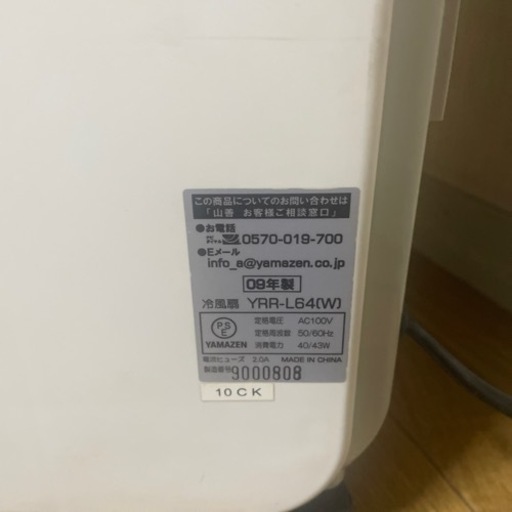 この商品についてのお問い合わせは
「山善 お客様ご相談窓口」
●お電話
0570-019-700
●Eメール
info_a@yamazen.co.jp
09年製
冷風扇 YRR-L64(W)
PSE
YAMAZEN
定格電圧 AC100V
定格周波数 50/60Hz
消費電力 40/43W
電流ヒューズ 2.0A MADE IN CHINA
製造番号 9000808
10CK